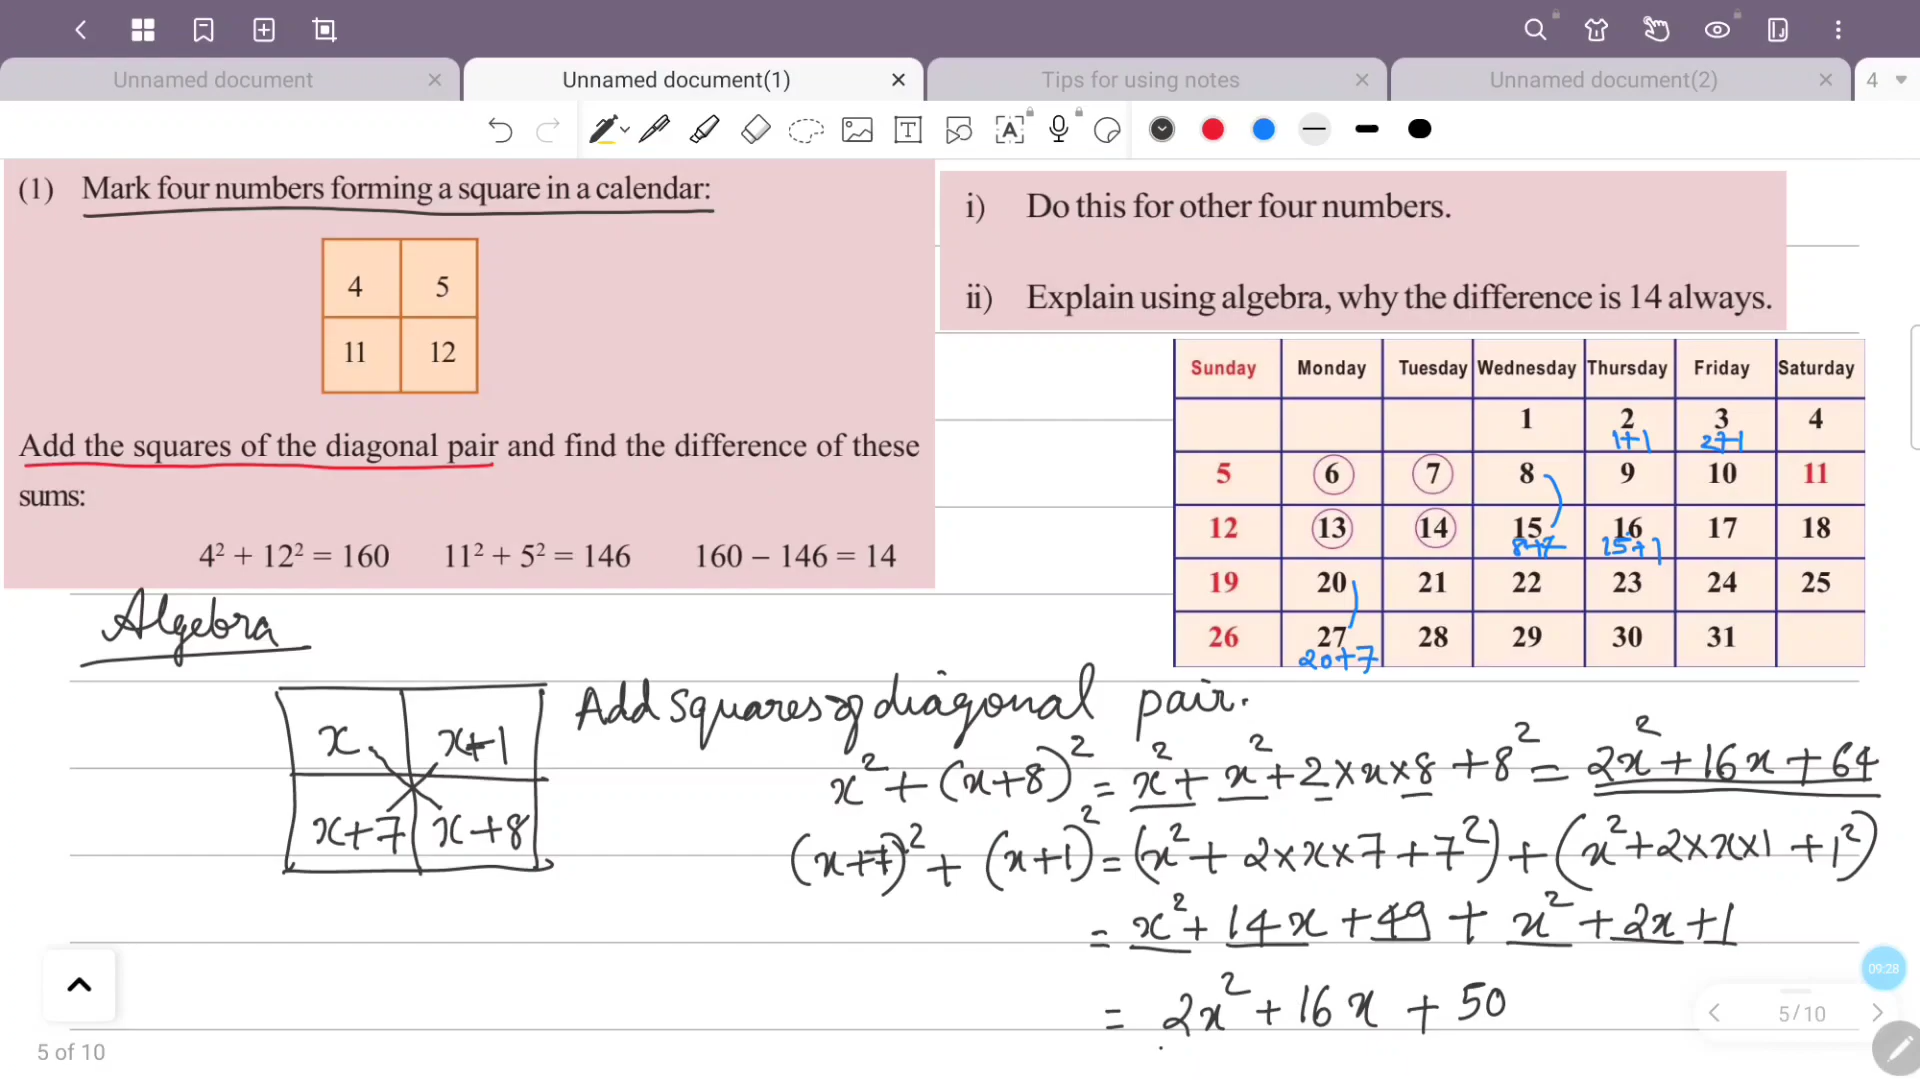 Unnamed document
Unnamed document(1)
Tips for using notes
Unnamed document(2)
4
(1) Mark four numbers forming a square in a calendar:
4 5
11 12
Add the squares of the diagonal pair and find the difference of these
sums:
4² + 12² = 160 11² + 5² = 146 160 − 146 = 14
i) Do this for other four numbers.
ii) Explain using algebra, why the difference is 14 always.
Sunday Monday Tuesday Wednesday Thursday Friday Saturday
1 2 3 4
1+1 2+1
5 6 7 8 9 10 11
12 13 14 15 16 17 18
8+7 15+1
19 20 21 22 23 24 25
26 27 28 29 30 31
20+7
Algebra
x x+1
x+7 x+8
Add squares of diagonal pair.
x² + (x+8)² = x² + x² + 2×x×8 + 8² = 2x² + 16x + 64
(x+7)² + (x+1)² = (x² + 2×x×7 + 7²) + (x² + 2×x×1 + 1²)
= x² + 14x + 49 + x² + 2x + 1
= 2x² + 16x + 50
09:28
5/10
5 of 10